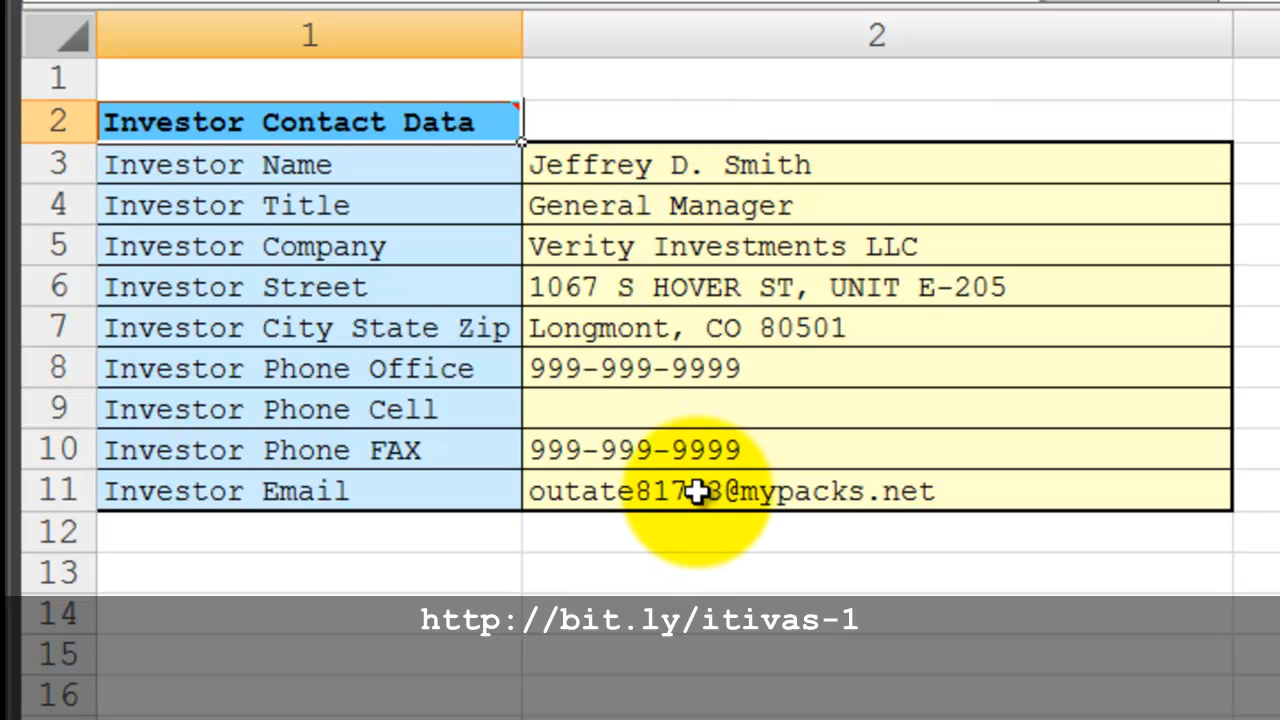 1 2
1
2 Investor Contact Data
3 Investor Name Jeffrey D. Smith
4 Investor Title General Manager
5 Investor Company Verity Investments LLC
6 Investor Street 1067 S HOVER ST, UNIT E-205
7 Investor City State Zip Longmont, CO 80501
8 Investor Phone Office 999-999-9999
9 Investor Phone Cell
10 Investor Phone FAX 999-999-9999
11 Investor Email
12
13
14
http://bit.ly/itivas-1
15
16